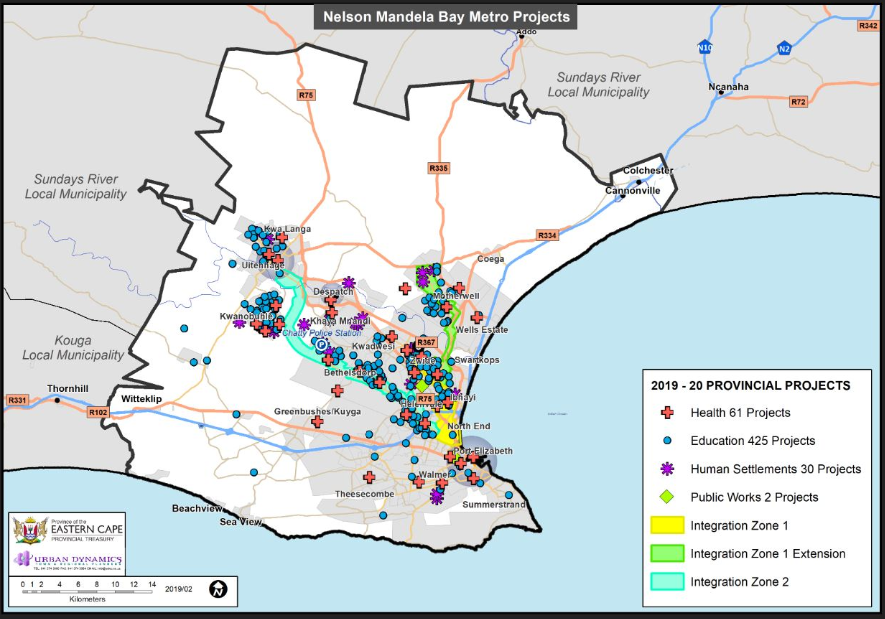 Nelson Mandela Bay Metro Projects
Addo
R342
N10
N2
Sundays River
Local Municipality
R75
Ncanaha
R72
R335
Colchester
Sundays River
Local Municipality
Cannonville
Kwa Langa
R334
Uitenhage
Coega
Despatch
Motherwell
Kwanobuhle
Khaya Mnandi
Wells Estate
Chatty Police Station
Kouga
Local Municipality
Kwadwesi
R367
Zwide
Swartkops
Bethelsdorp
Thornhill
R331
R102
Witteklip
R75
Ibhayi
Greenbushes
Kuyga
North End
Port Elizabeth
Walmer
Theesecombe
Summerstrand
Beachview
Sea View
2019 - 20 PROVINCIAL PROJECTS
Health 61 Projects
Education 425 Projects
Human Settlements 30 Projects
Public Works 2 Projects
Integration Zone 1
Integration Zone 1 Extension
Integration Zone 2
Province of the
EASTERN CAPE
PROVINCIAL TREASURY
URBAN DYNAMICS
TOWN & REGIONAL PLANNERS
0 1 2 4 6 8 10 12 14
Kilometers
2019/02
N